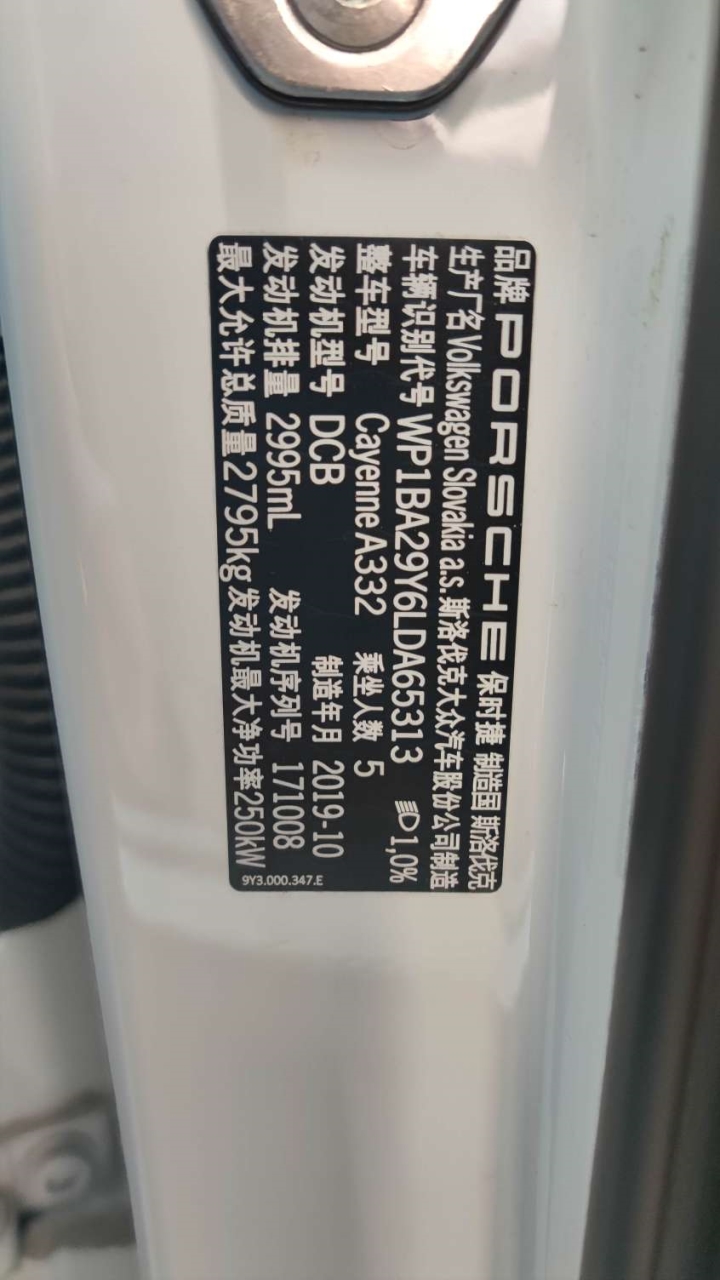 品牌 PORSCHE 保时捷 制造国 斯洛伐克
生产厂名 Volkswagen Slovakia a.s. 斯洛伐克大众汽车股份公司制造
车辆识别代号 WP1BA29Y6LDA65313 1,0%
整车型号 Cayenne A332 乘坐人数 5
发动机型号 DCB 制造年月 2019-10
发动机排量 2995mL 发动机序列号 171008
最大允许总质量 2795kg 发动机最大净功率 250kW
9Y3.000.347.E